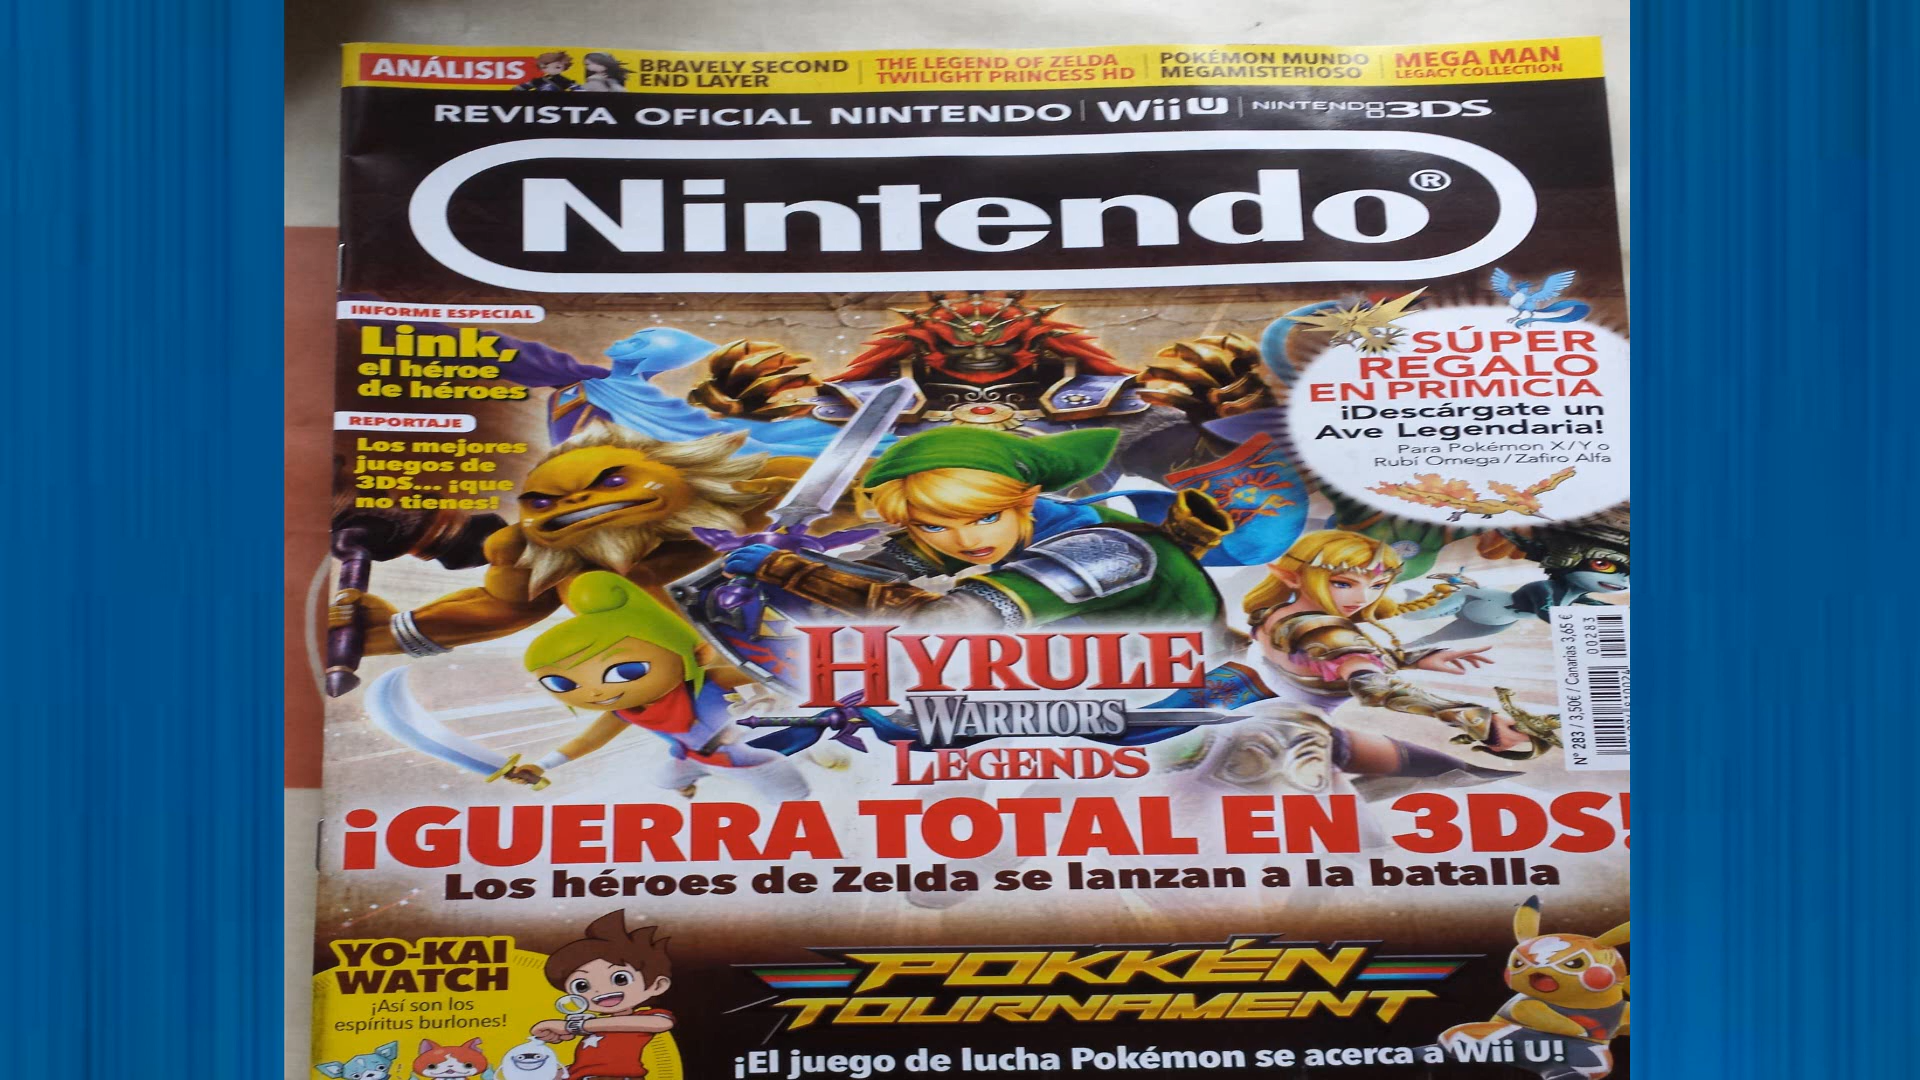 ANÁLISIS
BRAVELY SECOND
END LAYER
THE LEGEND OF ZELDA
TWILIGHT PRINCESS HD
POKÉMON MUNDO
MEGAMISTERIOSO
MEGA MAN
LEGACY COLLECTION
REVISTA OFICIAL NINTENDO Wii U NINTENDO 3DS
Nintendo®
INFORME ESPECIAL
Link,
el héroe
de héroes
REPORTAJE
Los mejores
juegos de
3DS... ¡que
no tienes!
SÚPER
REGALO
EN PRIMICIA
¡Descárgate un
Ave Legendaria!
Para Pokémon X/Y o
Rubí Omega/Zafiro Alfa
HYRULE
WARRIORS
LEGENDS
Nº 283 / 3,50€ / Canarias 3,65 €
00283
¡GUERRA TOTAL EN 3DS!
Los héroes de Zelda se lanzan a la batalla
YO-KAI
WATCH
¡Así son los
espíritus burlones!
POKKÉN
TOURNAMENT
¡El juego de lucha Pokémon se acerca a Wii U!